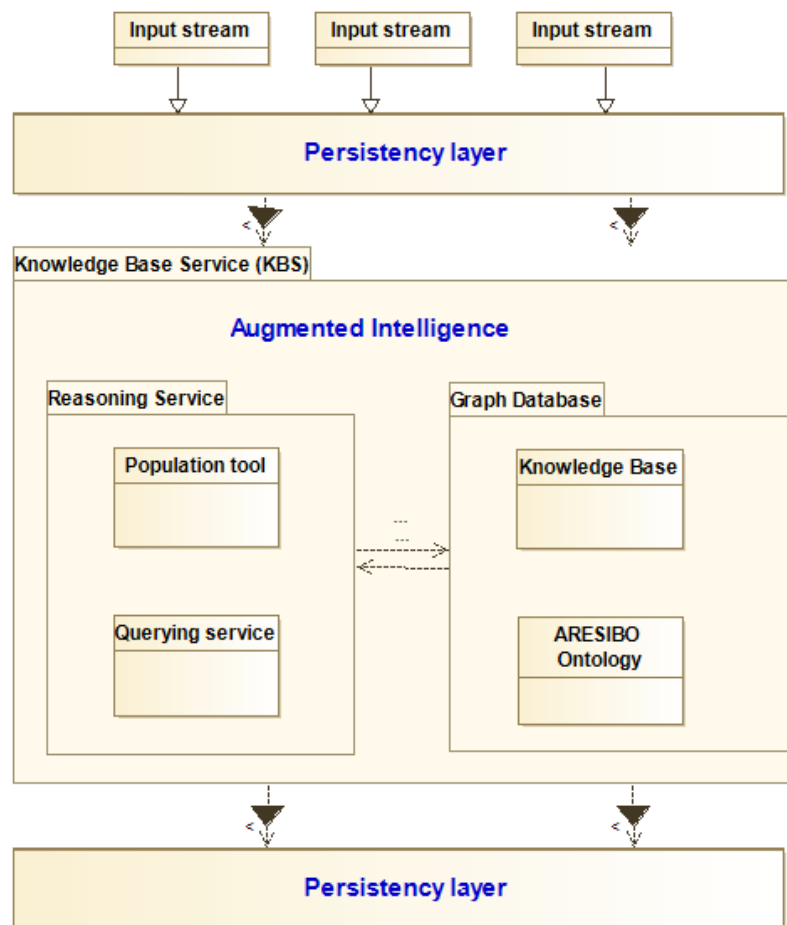 Input stream
Input stream
Input stream
Persistency layer
<
<
Knowledge Base Service (KBS)
Augmented Intelligence
Reasoning Service
Graph Database
Population tool
Knowledge Base
...
...
Querying service
ARESIBO
Ontology
<
<
Persistency layer